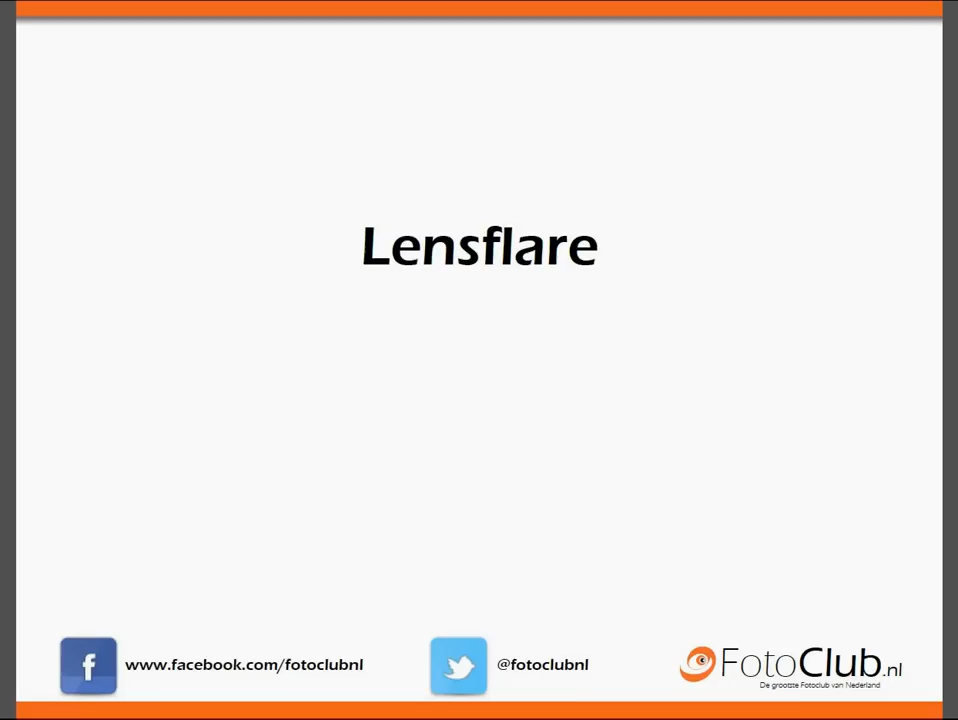 Lensflare
www.facebook.com/fotoclubnl
@fotoclubnl
FotoClub.nl
De grootste Fotoclub van Nederland